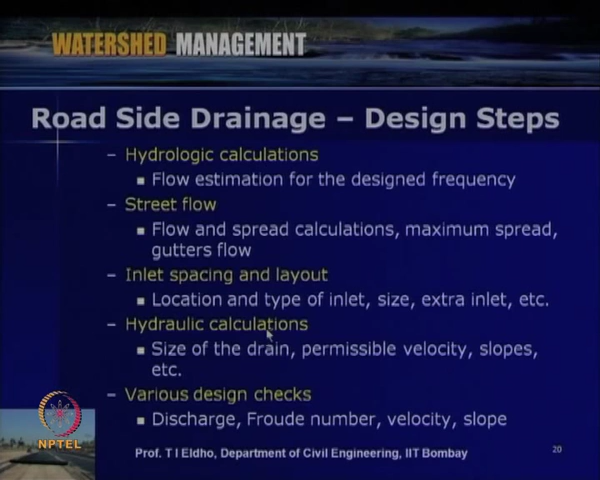 WATERSHED MANAGEMENT
Road Side Drainage – Design Steps
– Hydrologic calculations
▪ Flow estimation for the designed frequency
– Street flow
▪ Flow and spread calculations, maximum spread,
gutters flow
– Inlet spacing and layout
▪ Location and type of inlet, size, extra inlet, etc.
– Hydraulic calculations
▪ Size of the drain, permissible velocity, slopes,
etc.
– Various design checks
▪ Discharge, Froude number, velocity, slope
NPTEL
Prof. T I Eldho, Department of Civil Engineering, IIT Bombay
20